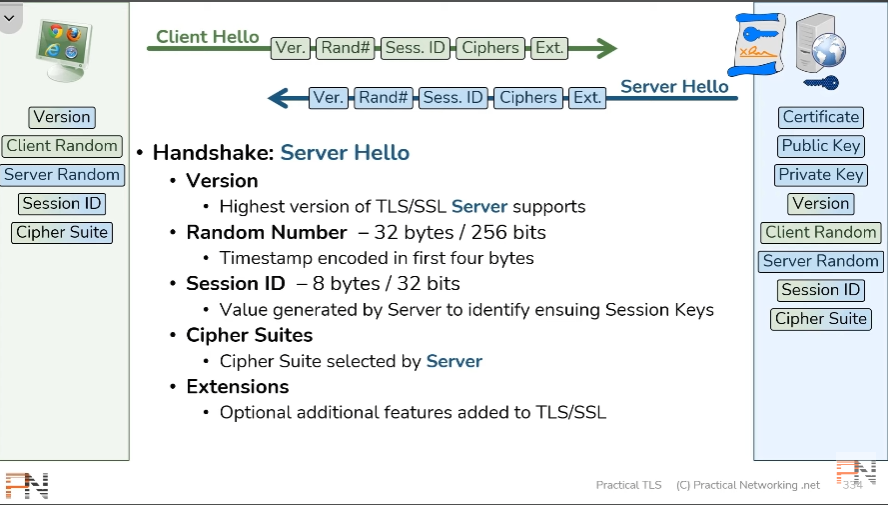 Client Hello Ver. Rand# Sess. ID Ciphers Ext.
Ver. Rand# Sess. ID Ciphers Ext. Server Hello
Version
Client Random
Server Random
Session ID
Cipher Suite
• Handshake: Server Hello
• Version
• Highest version of TLS/SSL Server supports
• Random Number – 32 bytes / 256 bits
• Timestamp encoded in first four bytes
• Session ID – 8 bytes / 32 bits
• Value generated by Server to identify ensuing Session Keys
• Cipher Suites
• Cipher Suite selected by Server
• Extensions
• Optional additional features added to TLS/SSL
Certificate
Public Key
Private Key
Version
Client Random
Server Random
Session ID
Cipher Suite
PN
Practical TLS (C) Practical Networking .net 334
PN